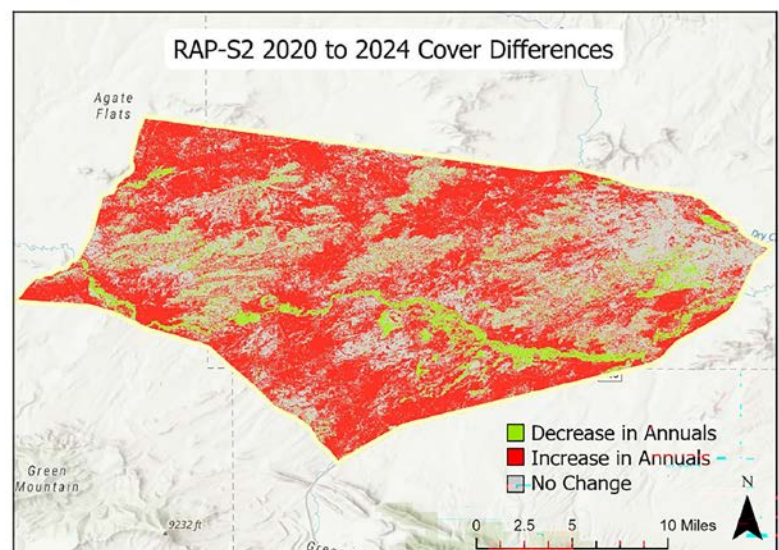 RAP-S2 2020 to 2024 Cover Differences
Agate
Flats
Dry C
Decrease in Annuals
Increase in Annuals
No Change
Green
Mountain
9232 ft
N
0 2.5 5 10 Miles